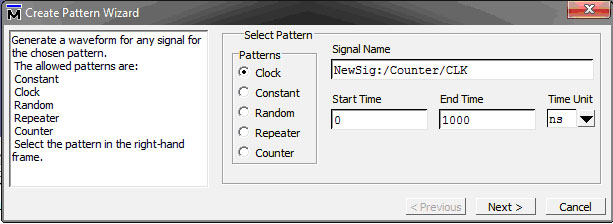 Create Pattern Wizard
Generate a waveform for any signal for
the chosen pattern.
The allowed patterns are:
Constant
Clock
Random
Repeater
Counter
Select the pattern in the right-hand
frame.
Select Pattern
Patterns
Clock
Constant
Random
Repeater
Counter
Signal Name
NewSig:/Counter/CLK
Start Time End Time Time Unit
0 1000 ns
< Previous Next > Cancel